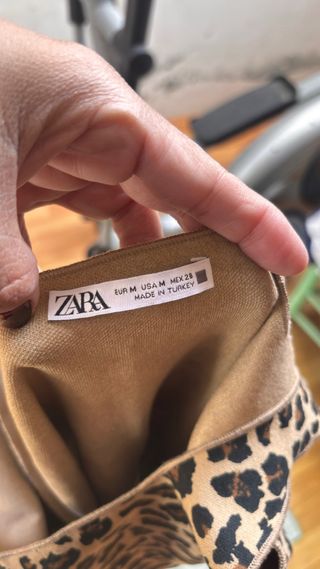 ZARA
EUR M USA M MEX 28
MADE IN TURKEY